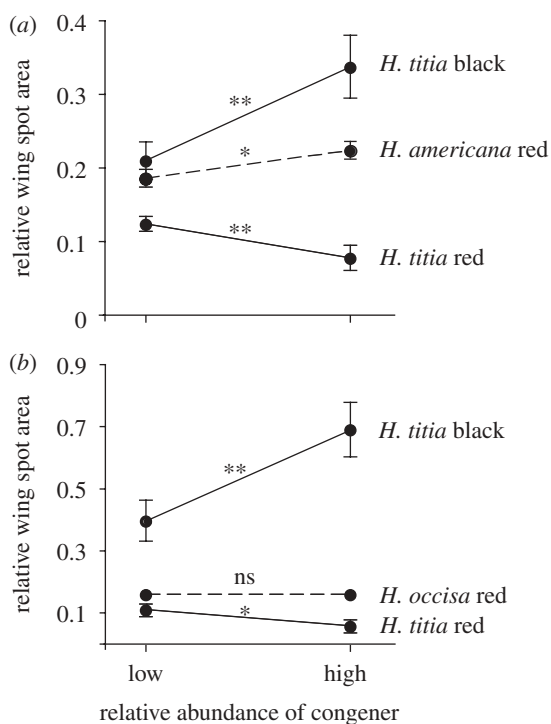 (a)
0.4
0.3
0.2
0.1
0
relative wing spot area
**
*
**
H. titia black
H. americana red
H. titia red
(b)
0.9
0.7
0.5
0.3
0.1
relative wing spot area
**
ns
*
H. titia black
H. occisa red
H. titia red
low high
relative abundance of congener